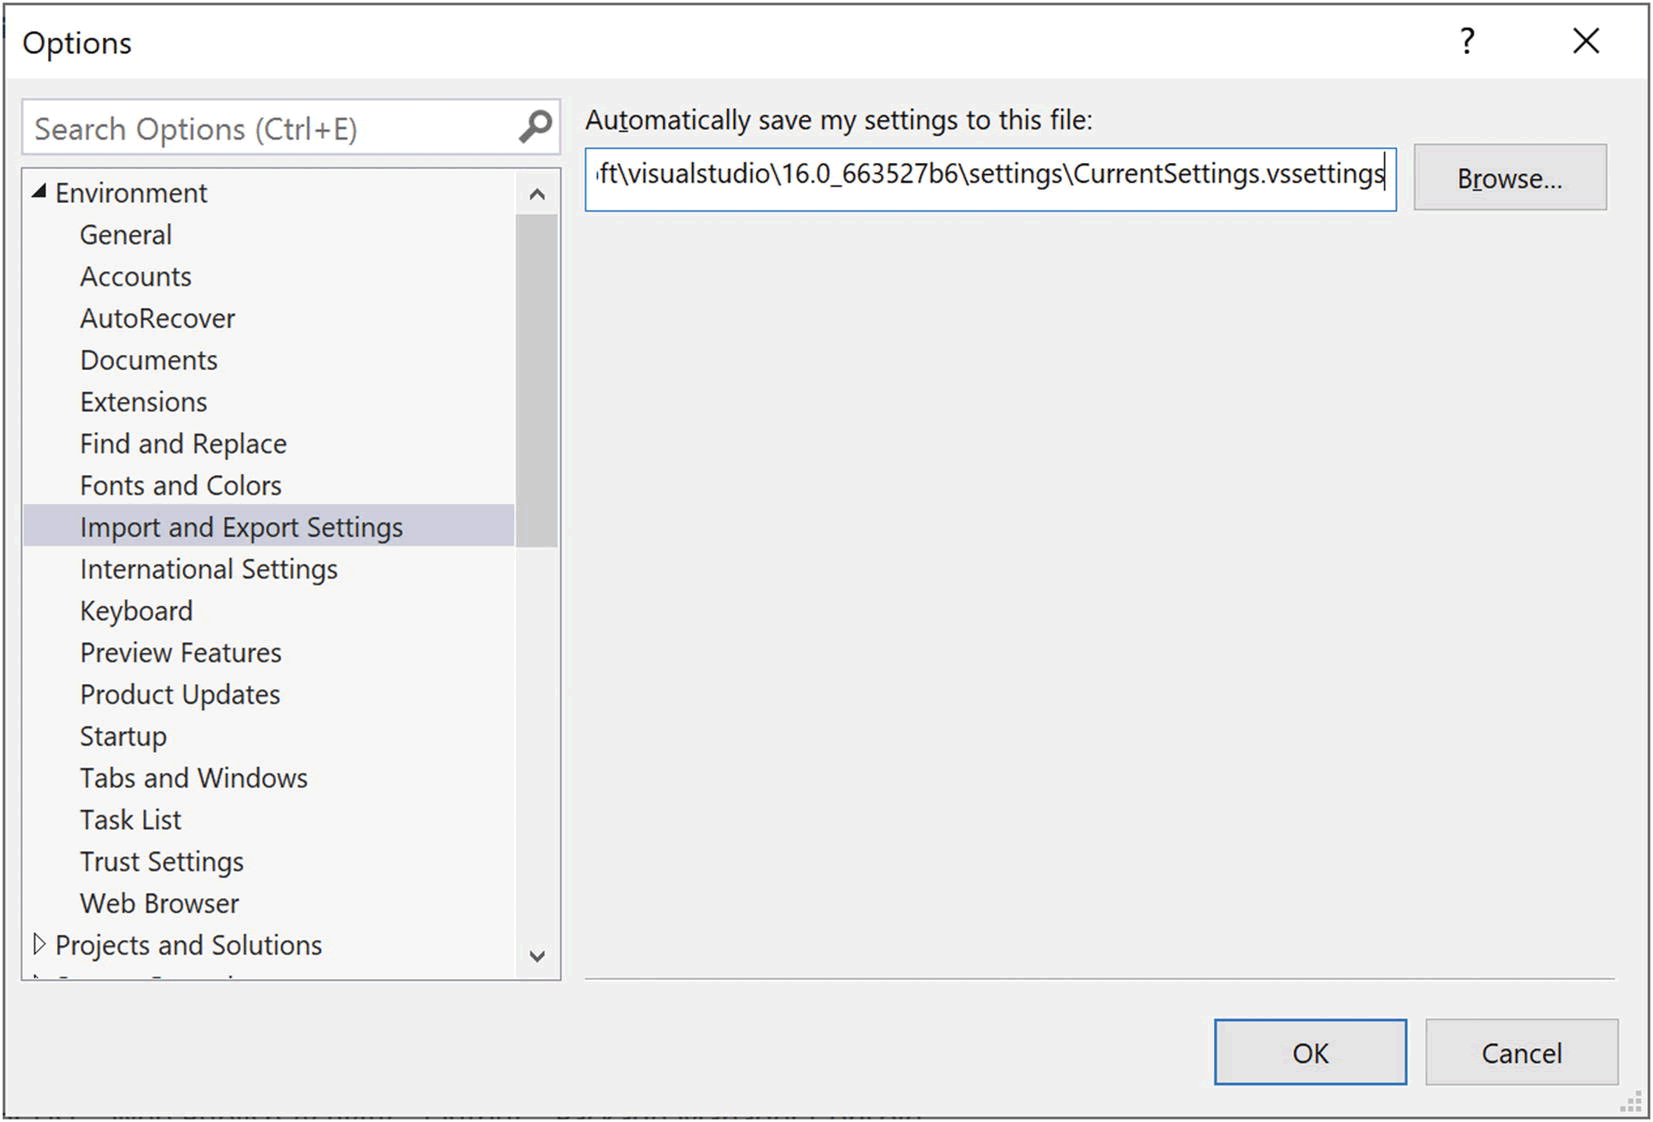 Options
?
Search Options (Ctrl+E)
Automatically save my settings to this file:
ft\visualstudio\16.0_663527b6\settings\CurrentSettings.vssettings
Browse...
Environment
General
Accounts
AutoRecover
Documents
Extensions
Find and Replace
Fonts and Colors
Import and Export Settings
International Settings
Keyboard
Preview Features
Product Updates
Startup
Tabs and Windows
Task List
Trust Settings
Web Browser
Projects and Solutions
OK
Cancel